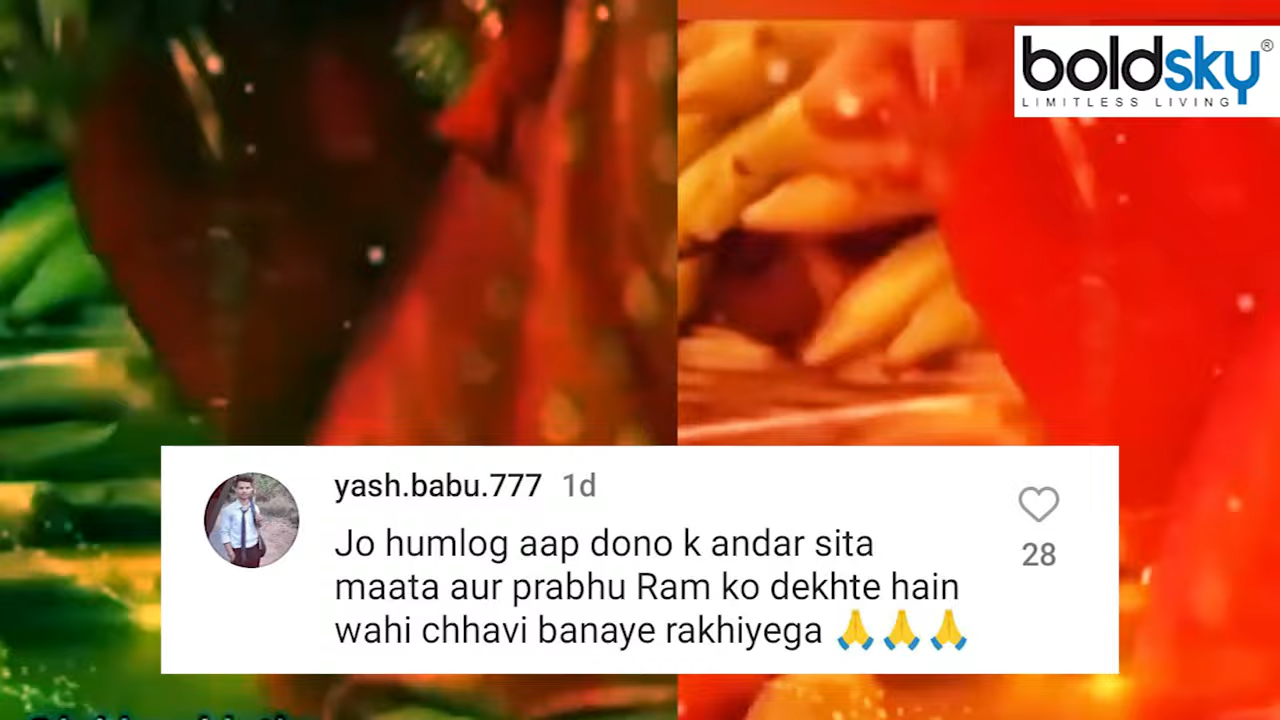 boldsky®
LIMITLESS LIVING
yash.babu.777 1d
Jo humlog aap dono k andar sita
maata aur prabhu Ram ko dekhte hain
wahi chhavi banaye rakhiyega 🙏🙏🙏
28